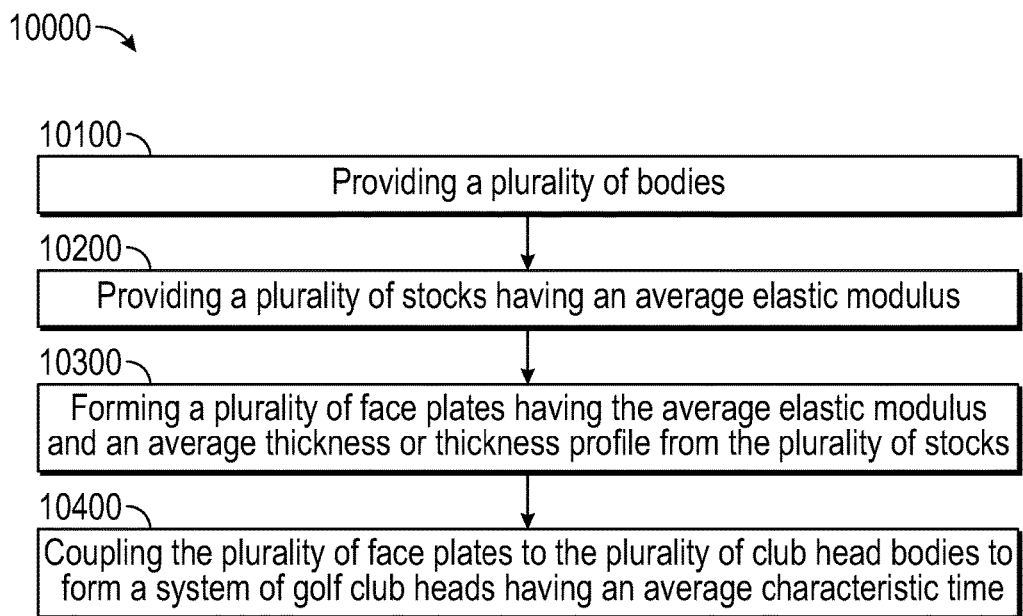 10000
10100
Providing a plurality of bodies
10200
Providing a plurality of stocks having an average elastic modulus
10300
Forming a plurality of face plates having the average elastic modulus
and an average thickness or thickness profile from the plurality of stocks
10400
Coupling the plurality of face plates to the plurality of club head bodies to
form a system of golf club heads having an average characteristic time